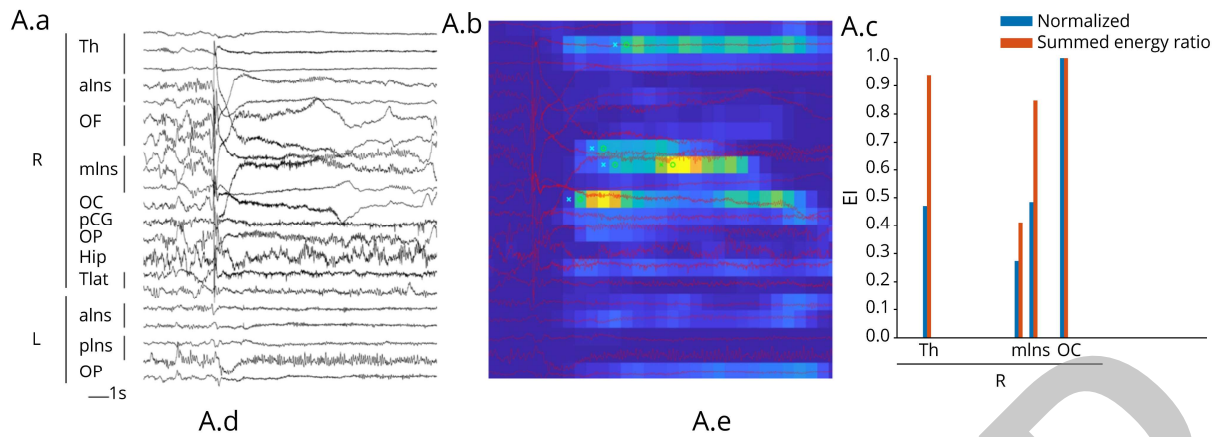 A.a
Th
aIns
OF
mIns
OC
pCG
OP
Hip
Tlat
R
aIns
pIns
OP
L
1s
A.b
A.c
Normalized
Summed energy ratio
EI
1.0
0.9
0.8
0.7
0.6
0.5
0.4
0.3
0.2
0.1
0.0
Th mIns OC
R
A.d
A.e